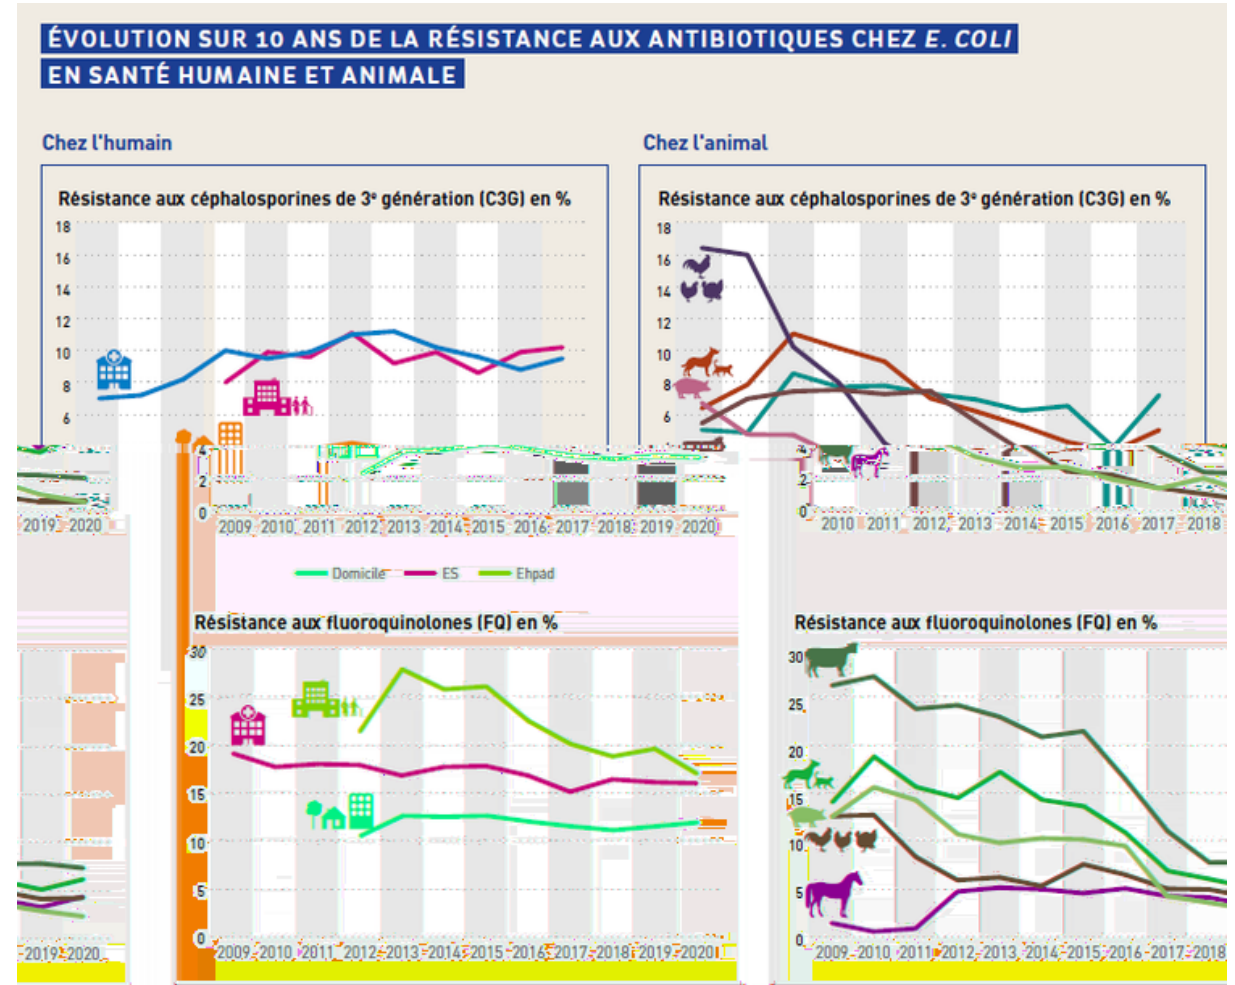 ÉVOLUTION SUR 10 ANS DE LA RÉSISTANCE AUX ANTIBIOTIQUES CHEZ E. COLI
EN SANTÉ HUMAINE ET ANIMALE
Chez l'humain
Résistance aux céphalosporines de 3e génération (C3G) en %
18
16
14
12
10
8
6
4
2
0
2009 2010 2011 2012 2013 2014 2015 2016 2017 2018 2019 2020
Domicile ES Ehpad
Résistance aux fluoroquinolones (FQ) en %
30
25
20
15
10
5
0
2009 2010 2011 2012 2013 2014 2015 2016 2017 2018 2019 2020
Chez l'animal
Résistance aux céphalosporines de 3e génération (C3G) en %
18
16
14
12
10
8
6
4
2
0
2010 2011 2012 2013 2014 2015 2016 2017 2018
2019 2020
Résistance aux fluoroquinolones (FQ) en %
30
25
20
15
10
5
0
2009 2010 2011 2012 2013 2014 2015 2016 2017 2018
2019 2020